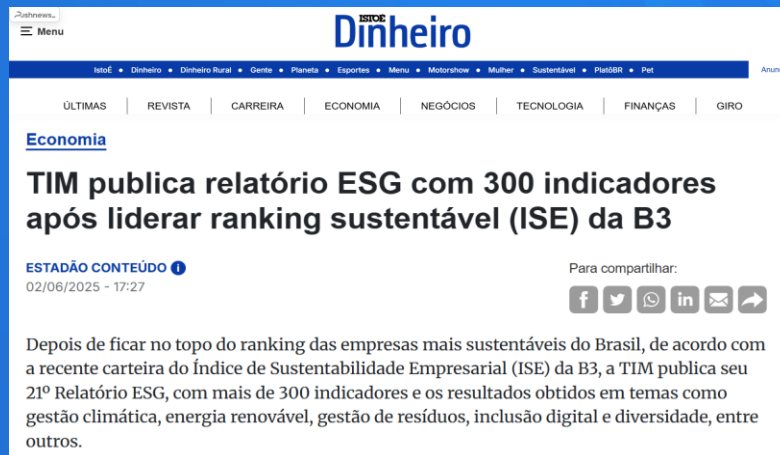 Pushnews
Menu
ISTOÉ
Dinheiro
IstoÉ • Dinheiro • Dinheiro Rural • Gente • Planeta • Esportes • Menu • Motorshow • Mulher • Sustentável • PlatôBR • Pet
ÚLTIMAS | REVISTA | CARREIRA | ECONOMIA | NEGÓCIOS | TECNOLOGIA | FINANÇAS | GIRO
Economia
TIM publica relatório ESG com 300 indicadores
após liderar ranking sustentável (ISE) da B3
ESTADÃO CONTEÚDO i
Para compartilhar:
02/06/2025 - 17:27
Depois de ficar no topo do ranking das empresas mais sustentáveis do Brasil, de acordo com
a recente carteira do Índice de Sustentabilidade Empresarial (ISE) da B3, a TIM publica seu
21º Relatório ESG, com mais de 300 indicadores e os resultados obtidos em temas como
gestão climática, energia renovável, gestão de resíduos, inclusão digital e diversidade, entre
outros.